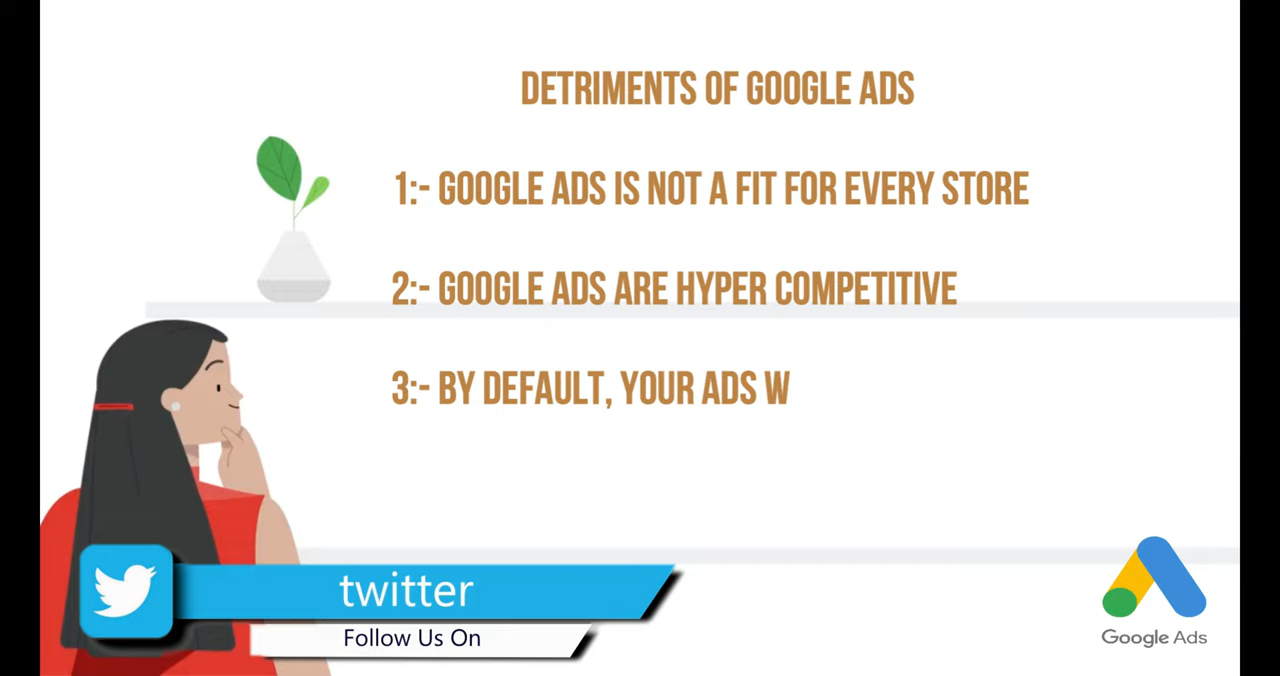 DETRIMENTS OF GOOGLE ADS
1:- GOOGLE ADS IS NOT A FIT FOR EVERY STORE
2:- GOOGLE ADS ARE HYPER COMPETITIVE
3:- BY DEFAULT, YOUR ADS W
twitter
Follow Us On
Google Ads